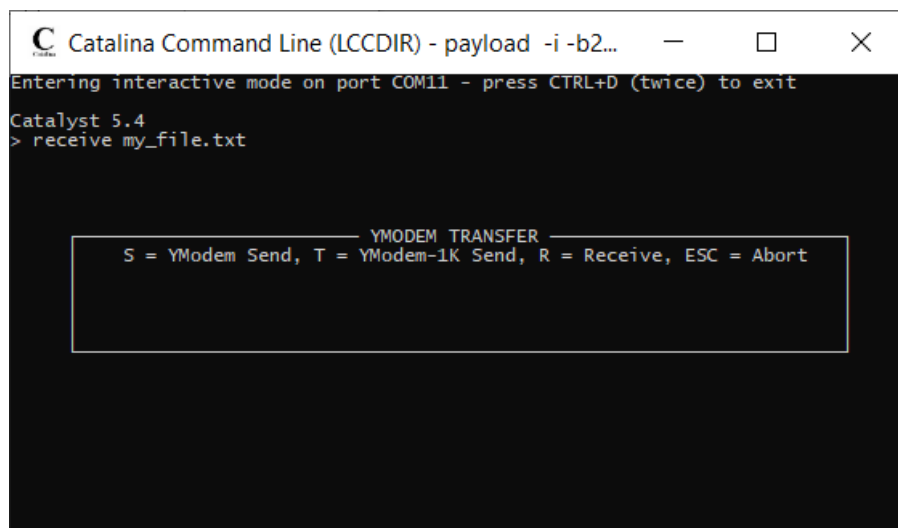 C Catalina Command Line (LCCDIR) - payload -i -b2...
Entering interactive mode on port COM11 - press CTRL+D (twice) to exit
Catalyst 5.4
> receive my_file.txt
YMODEM TRANSFER
S = YModem Send, T = YModem-1K Send, R = Receive, ESC = Abort